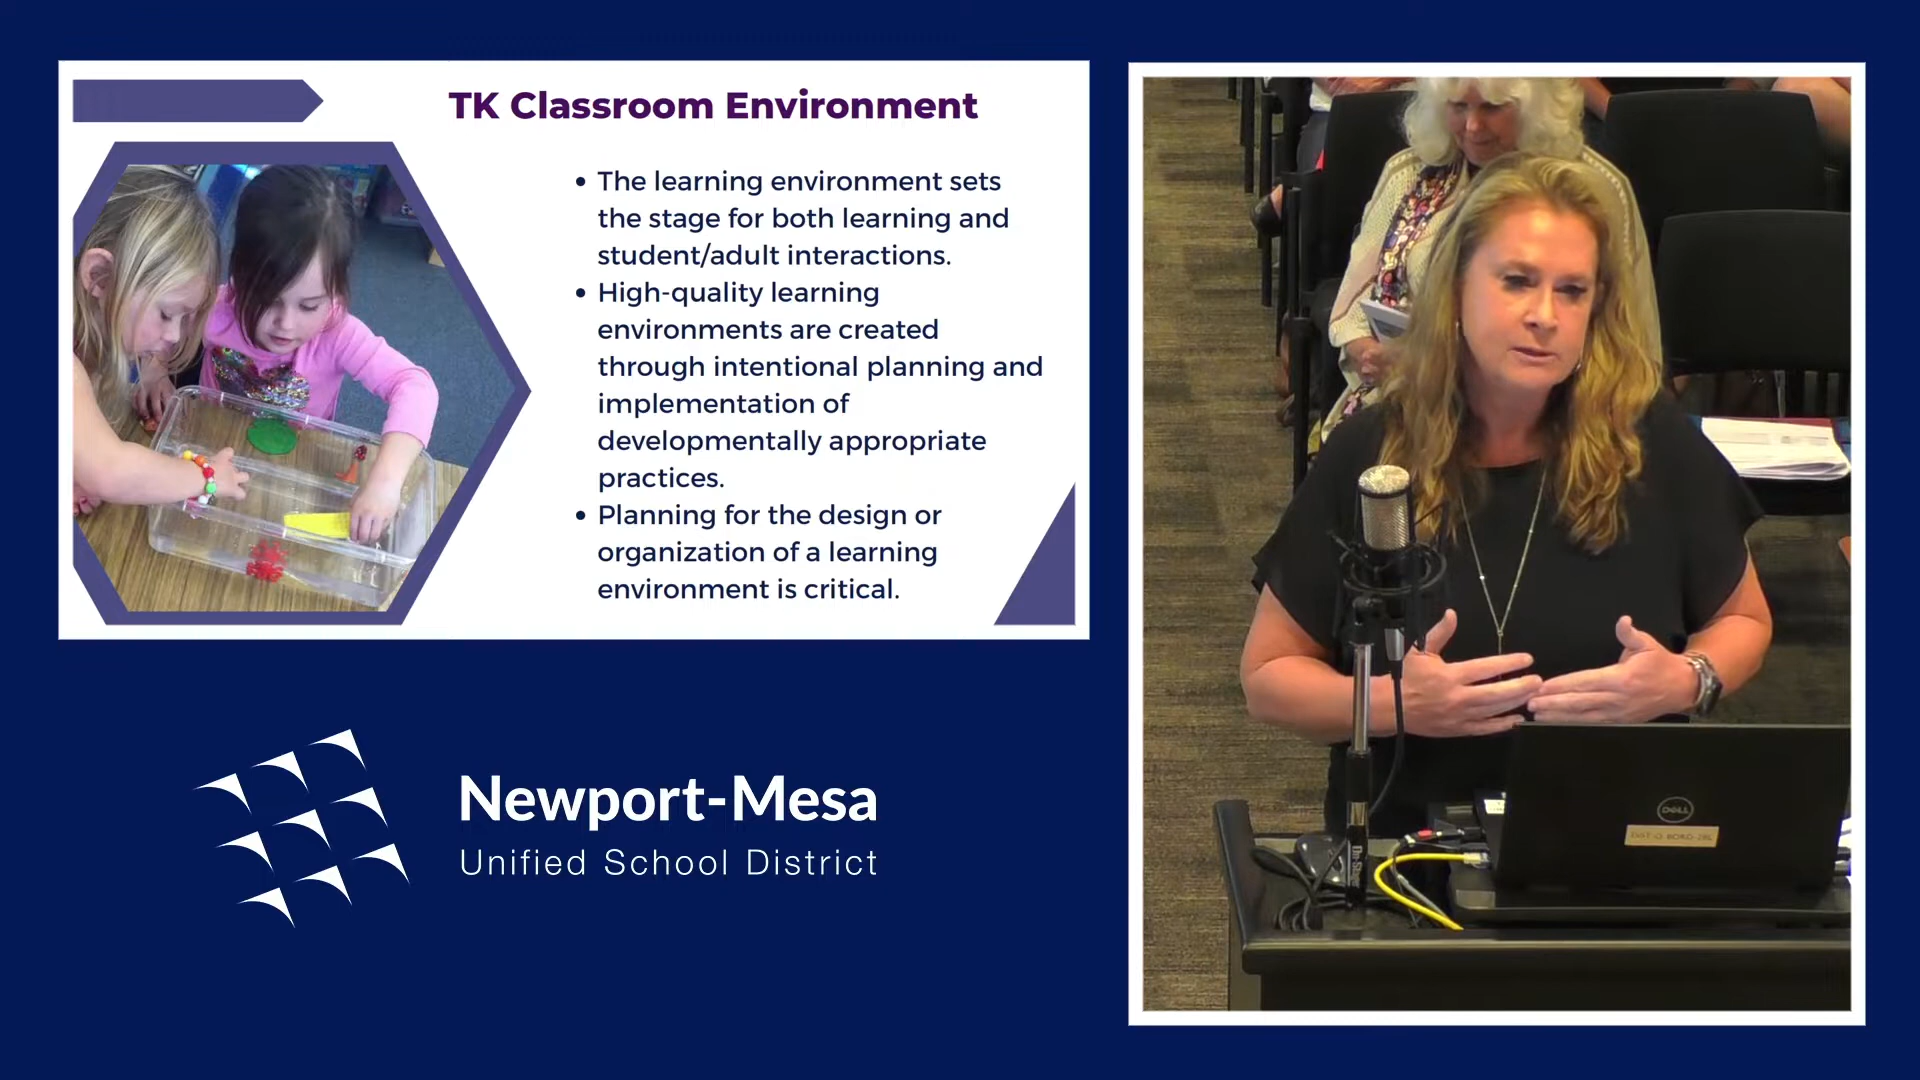 TK Classroom Environment
• The learning environment sets
the stage for both learning and
student/adult interactions.
• High-quality learning
environments are created
through intentional planning and
implementation of
developmentally appropriate
practices.
• Planning for the design or
organization of a learning
environment is critical.
Newport-Mesa
Unified School District
DELL